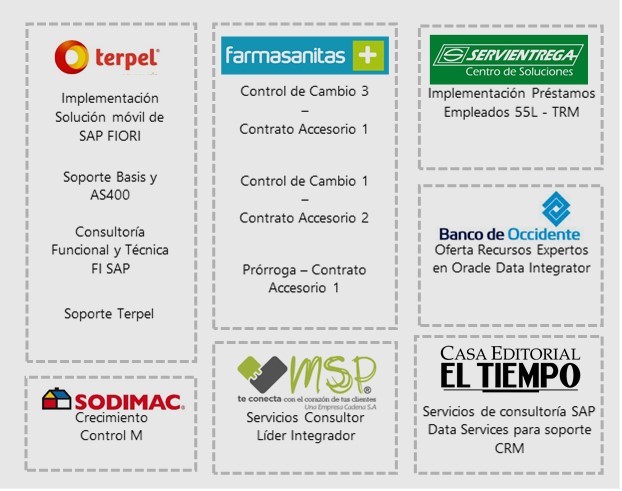 terpel
Implementación
Solución móvil de
SAP FIORI
Soporte Basis y
AS400
Consultoría
Funcional y Técnica
FI SAP
Soporte Terpel
SODIMAC®
Crecimiento
Control M
farmasanitas
Control de Cambio 3
–
Contrato Accesorio 1
Control de Cambio 1
–
Contrato Accesorio 2
Prórroga – Contrato
Accesorio 1
MSP®
te conecta con el corazón de tus clientes
Una Empresa Cadena S.A
Servicios Consultor
Líder Integrador
SERVIENTREGA
Centro de Soluciones
Implementación Préstamos
Empleados 55L - TRM
Banco de Occidente
Oferta Recursos Expertos
en Oracle Data Integrator
CASA EDITORIAL
EL TIEMPO
Servicios de consultoría SAP
Data Services para soporte
CRM